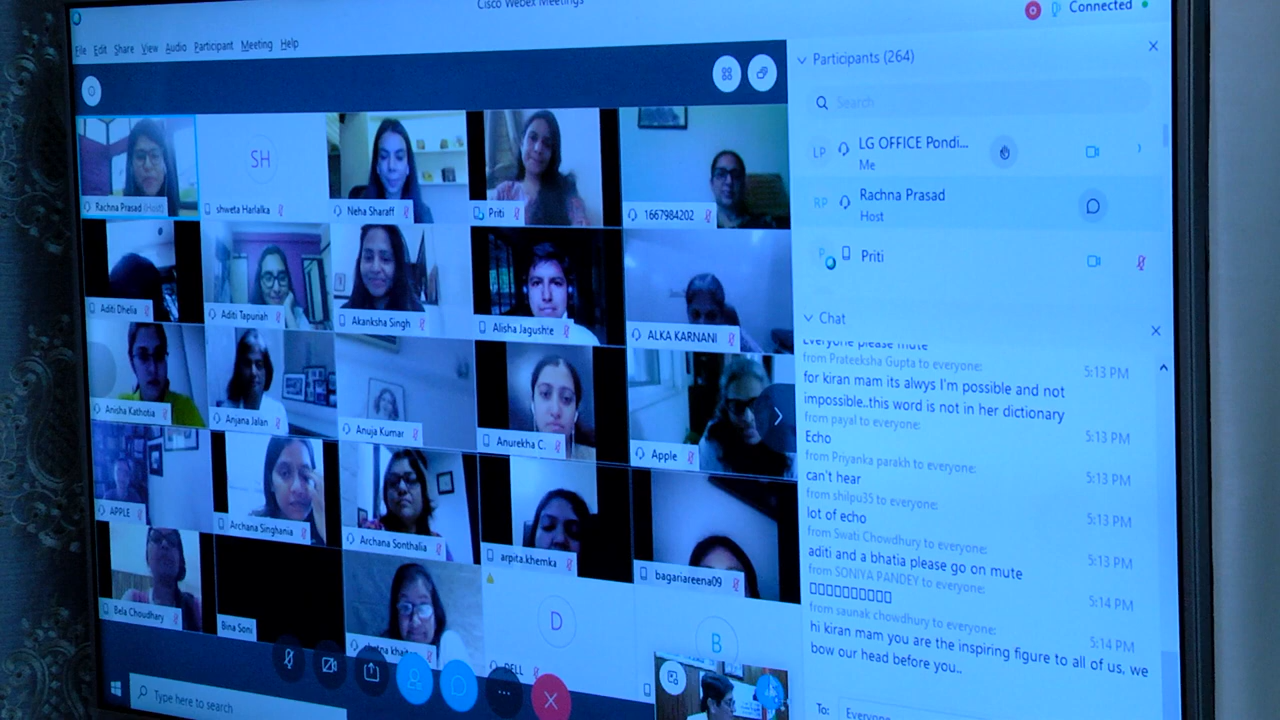 Cisco Webex Meetings
Connected
File Edit Share View Audio Participant Meeting Help
Participants (264)
Search
LP LG OFFICE Pondi...
Me
RP Rachna Prasad
Host
P Priti
Rachna Prasad (Host)
SH
shweta Harlalka
Neha Sharaff
Priti
1667984202
Aditi Dhelia
Aditi Tapuriah
Akanksha Singh
Alisha Jagushte
ALKA KARNANI
Anisha Kathotia
Anjana Jalan
Anuja Kumar
Anurekha C.
Apple
APPLE
Archana Singhania
Archana Sonthalia
arpita.khemka
bagariareena09
Bela Choudhary
Bina Soni
D
DELL
B
Chat
Everyone please mute
from Prateeksha Gupta to everyone: 5:13 PM
for kiran mam its alwys I'm possible and not
impossible..this word is not in her dictionary
from payal to everyone: 5:13 PM
Echo
from Priyanka parakh to everyone: 5:13 PM
can't hear
from shilpu35 to everyone: 5:13 PM
lot of echo
from Swati Chowdhury to everyone: 5:13 PM
aditi and a bhatia please go on mute
from SONIYA PANDEY to everyone: 5:14 PM
from saunak chowdhury to everyone: 5:14 PM
hi kiran mam you are the inspiring figure to all of us, we
bow our head before you..
To: Everyone
Type here to search